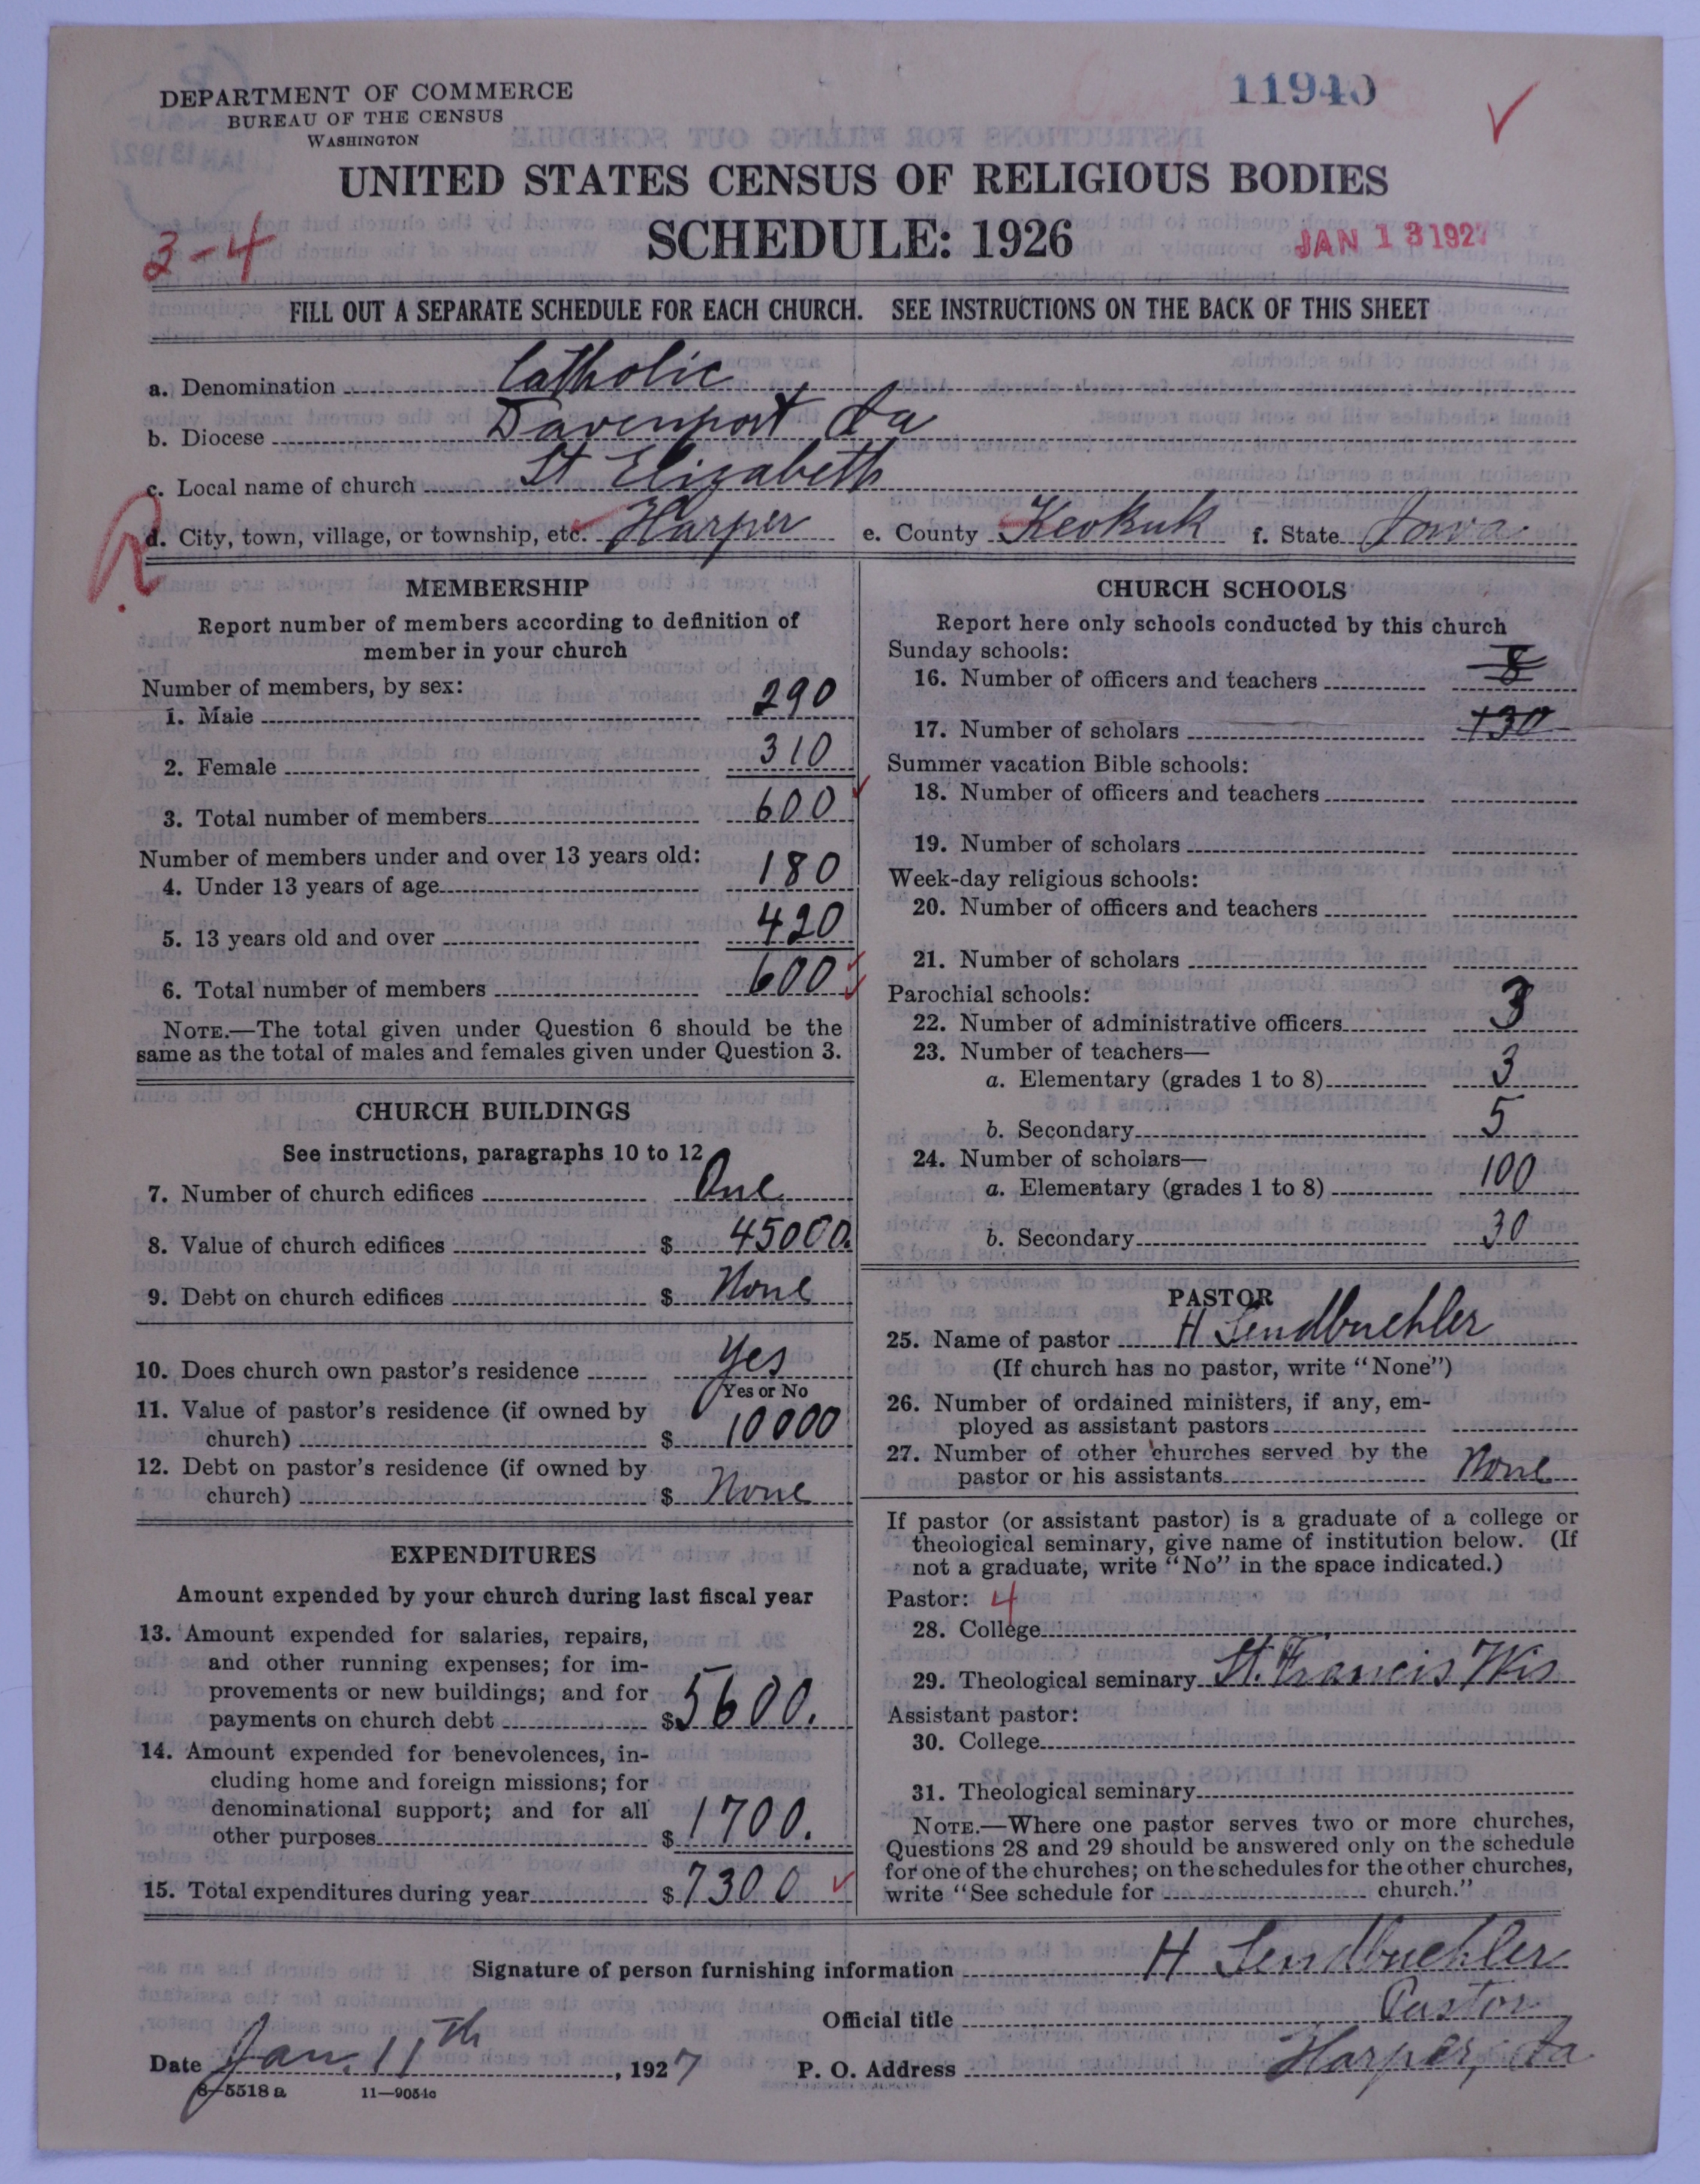 DEPARTMENT OF COMMERCE
BUREAU OF THE CENSUS
WASHINGTON
11940
UNITED STATES CENSUS OF RELIGIOUS BODIES
SCHEDULE: 1926
3-4
JAN 13 1927
FILL OUT A SEPARATE SCHEDULE FOR EACH CHURCH. SEE INSTRUCTIONS ON THE BACK OF THIS SHEET
a. Denomination Catholic
b. Diocese Davenport, Ia
c. Local name of church St Elizabeth
R.
d. City, town, village, or township, etc. Harper e. County Keokuk f. State Iowa
MEMBERSHIP
Report number of members according to definition of
member in your church
Number of members, by sex:
1. Male 290
2. Female 310
3. Total number of members 600
Number of members under and over 13 years old:
4. Under 13 years of age 180
5. 13 years old and over 420
6. Total number of members 600
NOTE.—The total given under Question 6 should be the
same as the total of males and females given under Question 3.
CHURCH BUILDINGS
See instructions, paragraphs 10 to 12
7. Number of church edifices One
8. Value of church edifices $ 45000.
9. Debt on church edifices $ None
10. Does church own pastor's residence Yes
Yes or No
11. Value of pastor's residence (if owned by
church) $ 10000
12. Debt on pastor's residence (if owned by
church) $ None
EXPENDITURES
Amount expended by your church during last fiscal year
13. Amount expended for salaries, repairs,
and other running expenses; for im-
provements or new buildings; and for
payments on church debt $ 5600.
14. Amount expended for benevolences, in-
cluding home and foreign missions; for
denominational support; and for all
other purposes $ 1700.
15. Total expenditures during year $ 7300
CHURCH SCHOOLS
Report here only schools conducted by this church
Sunday schools:
16. Number of officers and teachers 8
17. Number of scholars 130
Summer vacation Bible schools:
18. Number of officers and teachers
19. Number of scholars
Week-day religious schools:
20. Number of officers and teachers
21. Number of scholars
Parochial schools:
22. Number of administrative officers 3
23. Number of teachers—
a. Elementary (grades 1 to 8) 3
b. Secondary 5
24. Number of scholars—
a. Elementary (grades 1 to 8) 100
b. Secondary 30
PASTOR
25. Name of pastor H Sendbuehler
(If church has no pastor, write "None")
26. Number of ordained ministers, if any, em-
ployed as assistant pastors
27. Number of other churches served by the
pastor or his assistants None
If pastor (or assistant pastor) is a graduate of a college or
theological seminary, give name of institution below. (If
not a graduate, write "No" in the space indicated.)
Pastor: 4
28. College
29. Theological seminary St. Francis Wis
Assistant pastor:
30. College
31. Theological seminary
NOTE.—Where one pastor serves two or more churches,
Questions 28 and 29 should be answered only on the schedule
for one of the churches; on the schedules for the other churches,
write "See schedule for church."
Signature of person furnishing information H Sendbuehler
Official title Pastor
Date Jan. 11th, 1927 P. O. Address Harper, Ia
8-5518 a 11—9054c